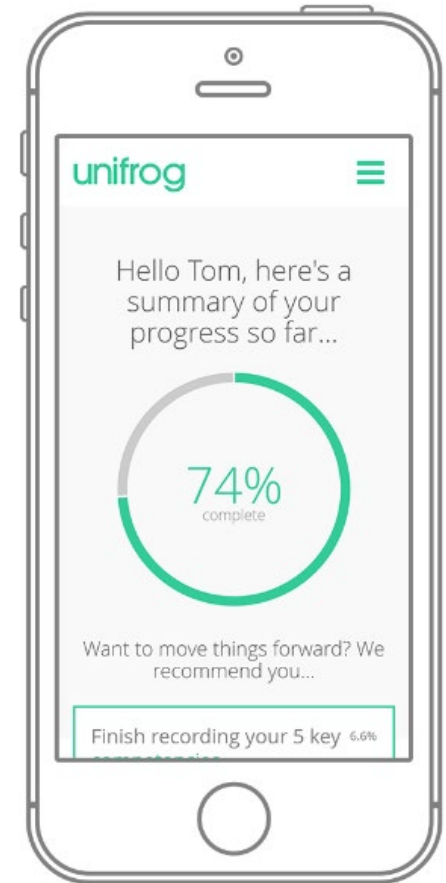 unifrog
Hello Tom, here's a
summary of your
progress so far...
74%
complete
Want to move things forward? We
recommend you...
Finish recording your 5 key 6.6%